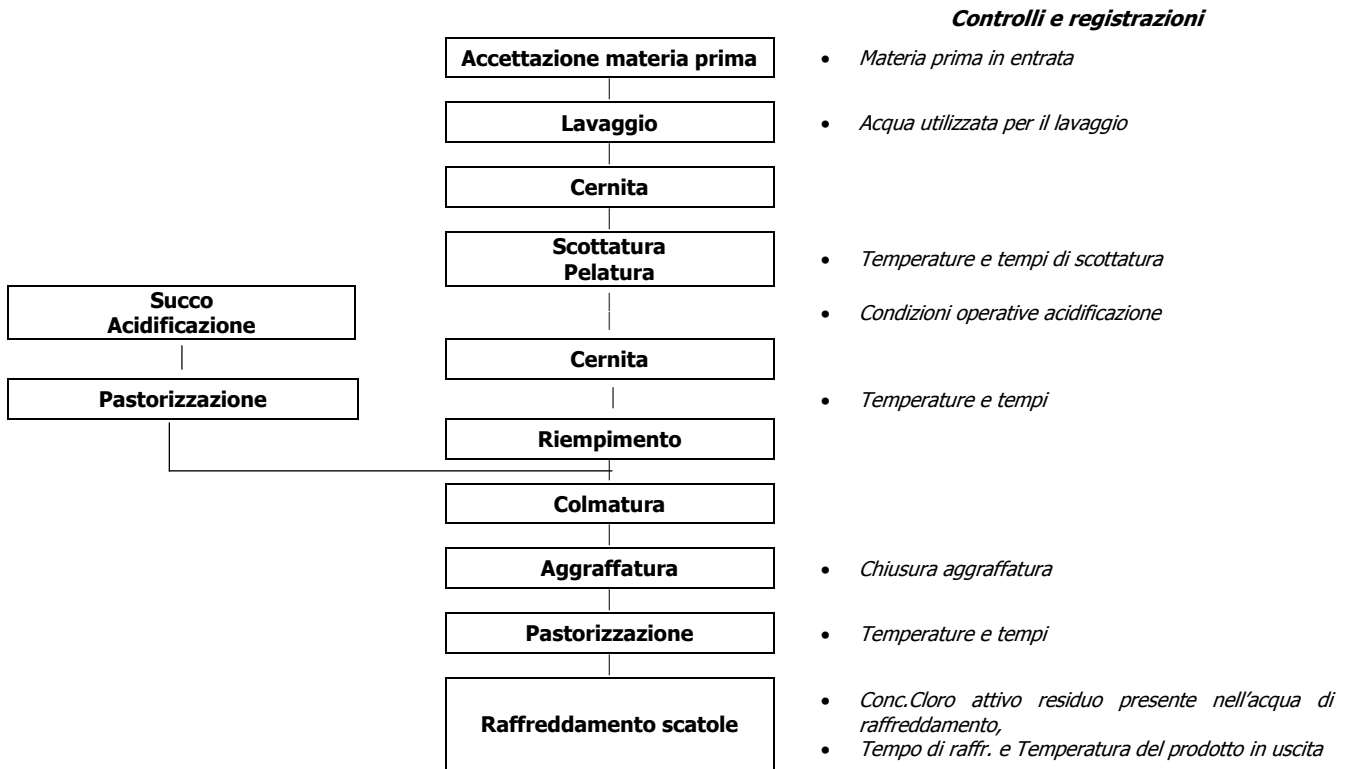 Controlli e registrazioni
Accettazione materia prima
• Materia prima in entrata
Lavaggio
• Acqua utilizzata per il lavaggio
Cernita
Scottatura
Pelatura
• Temperature e tempi di scottatura
Succo
Acidificazione
• Condizioni operative acidificazione
Cernita
Pastorizzazione
• Temperature e tempi
Riempimento
Colmatura
Aggraffatura
• Chiusura aggraffatura
Pastorizzazione
• Temperature e tempi
Raffreddamento scatole
• Conc.Cloro attivo residuo presente nell'acqua di
raffreddamento,
• Tempo di raffr. e Temperatura del prodotto in uscita